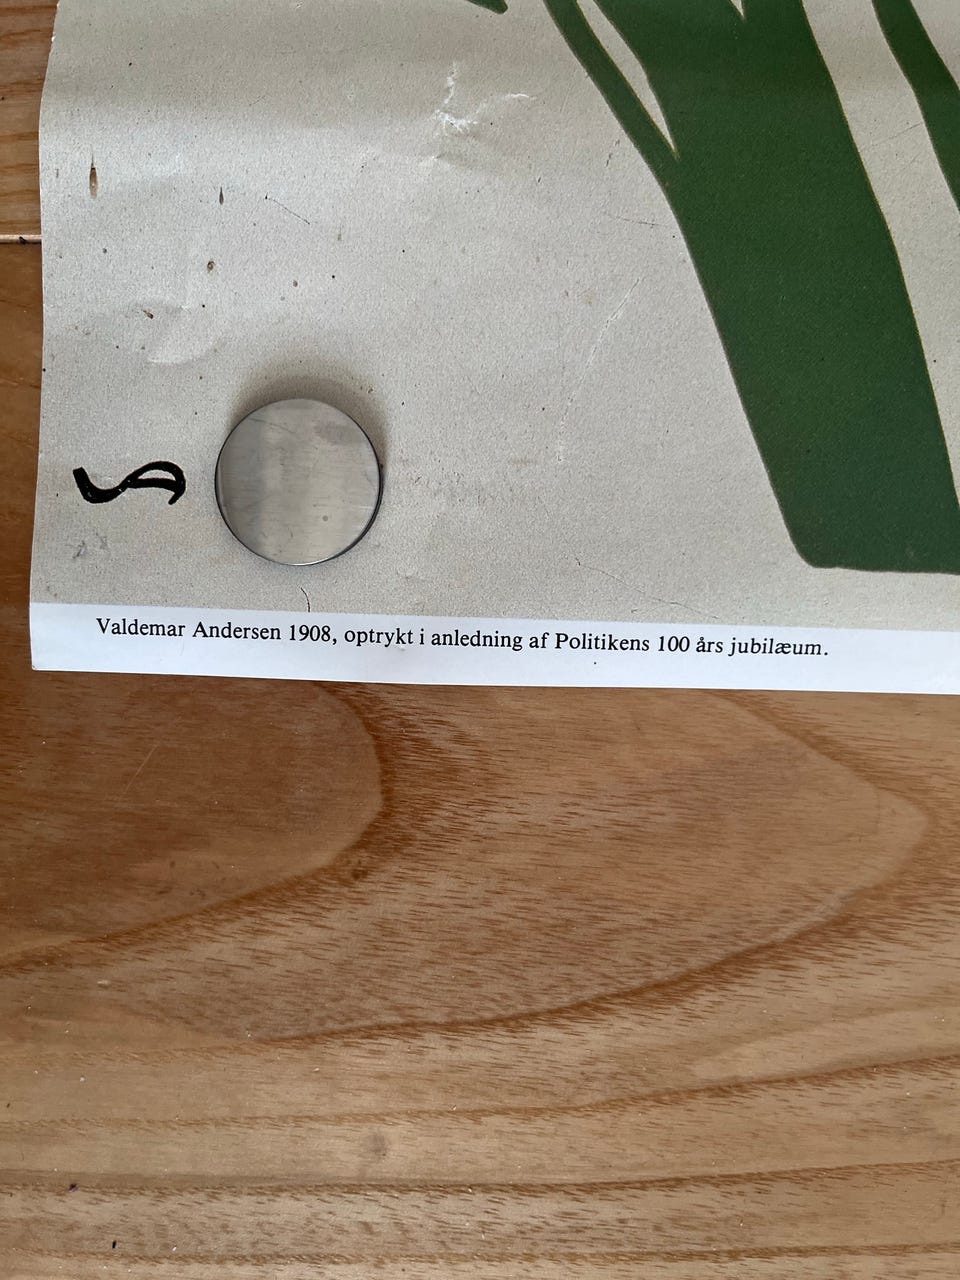 Valdemar Andersen 1908, optrykt i anledning af Politikens 100 års jubilæum.